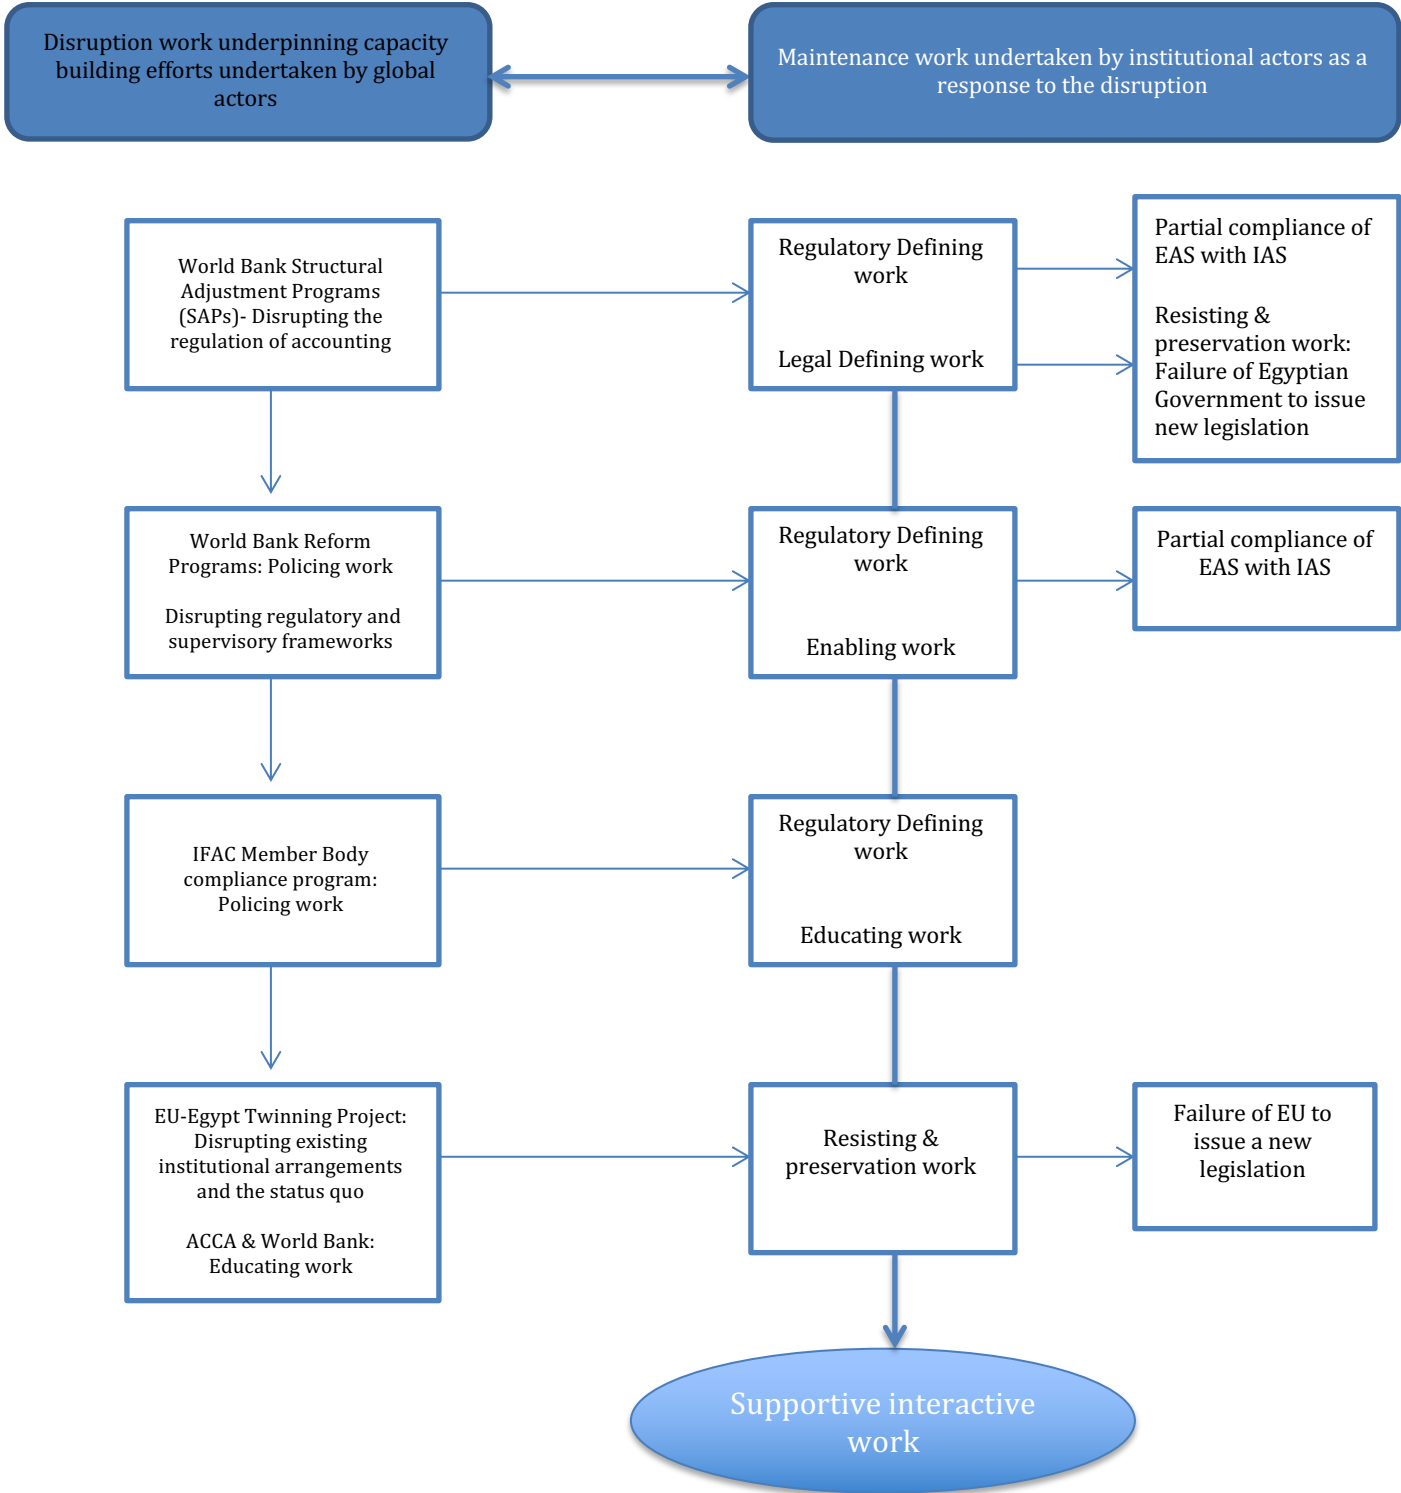 Disruption work underpinning capacity
building efforts undertaken by global
actors
Maintenance work undertaken by institutional actors as a
response to the disruption
World Bank Structural
Adjustment Programs
(SAPs)- Disrupting the
regulation of accounting
Regulatory Defining
work
Legal Defining work
Partial compliance of
EAS with IAS
Resisting &
preservation work:
Failure of Egyptian
Government to issue
new legislation
World Bank Reform
Programs: Policing work
Disrupting regulatory and
supervisory frameworks
Regulatory Defining
work
Enabling work
Partial compliance of
EAS with IAS
IFAC Member Body
compliance program:
Policing work
Regulatory Defining
work
Educating work
EU-Egypt Twinning Project:
Disrupting existing
institutional arrangements
and the status quo
ACCA & World Bank:
Educating work
Resisting &
preservation work
Failure of EU to
issue a new
legislation
Supportive interactive
work